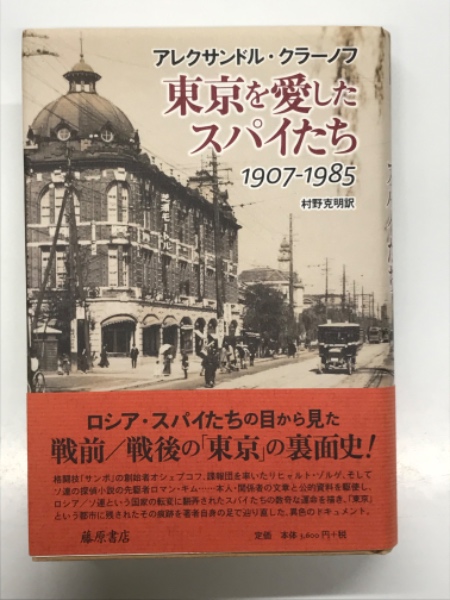 アレクサンドル・クラーノフ
東京を愛した
スパイたち
1907-1985
村野克明訳
ロシア・スパイたちの目から見た
戦前/戦後の「東京」の裏面史!
格闘技「サンボ」の創始者オシェプコフ、諜報団を率いたリヒャルト・ゾルゲ、そして
ソ連の探偵小説の先駆者ロマン・キム……本人・関係者の文章と公的資料を駆使し、
ロシア/ソ連という国家の転変に翻弄されたスパイたちの数奇な運命を描き、「東京」
という都市に残されたその痕跡を著者自身の足で辿り直した、異色のドキュメント。
藤原書店
定価 本体3,600円+税